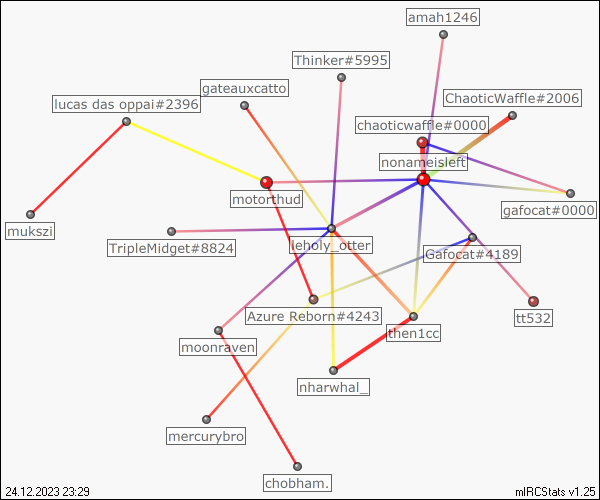 amah1246
Thinker#5995
gateauxcatto
ChaoticWaffle#2006
lucas das oppai#2396
chaoticwaffle#0000
nonameisleft
motorthud
gafocat#0000
mukszi
TripleMidget#8824
ieholy_otter
Gafocat#4189
Azure Reborn#4243
tt532
then1cc
moonraven
nharwhal_
mercurybro
chobham.
24.12.2023 23:29
mIRCStats v1.25